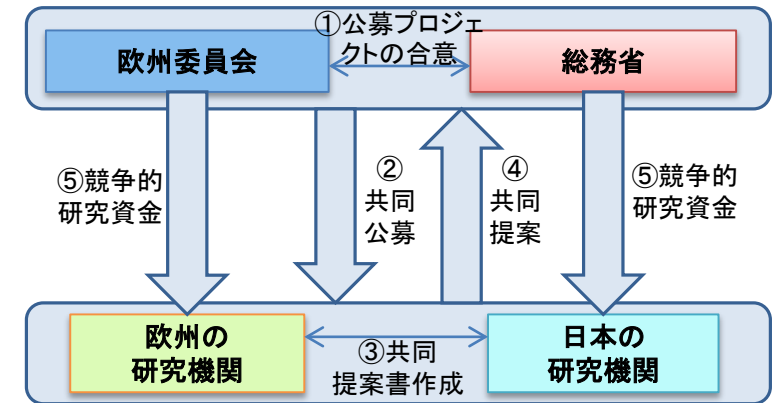 ①公募プロジェ
クトの合意
欧州委員会
総務省
⑤競争的
研究資金
②
共同
公募
④
共同
提案
⑤競争的
研究資金
欧州の
研究機関
③共同
提案書作成
日本の
研究機関